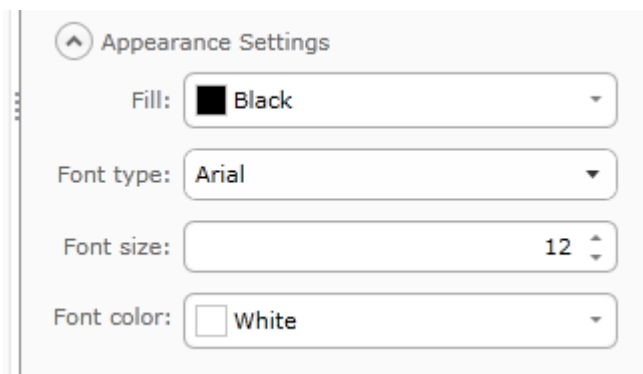 Appearance Settings
Fill: Black
Font type: Arial
Font size: 12
Font color: White